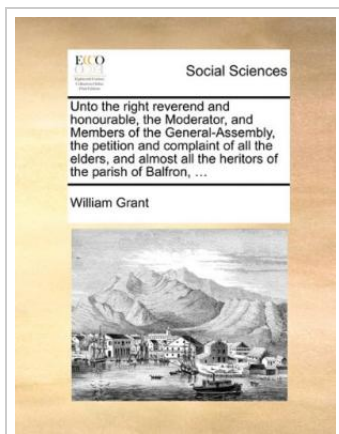 ECCO
Social Sciences
Unto the right reverend and
honourable, the Moderator, and
Members of the General-Assembly,
the petition and complaint of all the
elders, and almost all the heritors of
the parish of Balfron, ...
William Grant